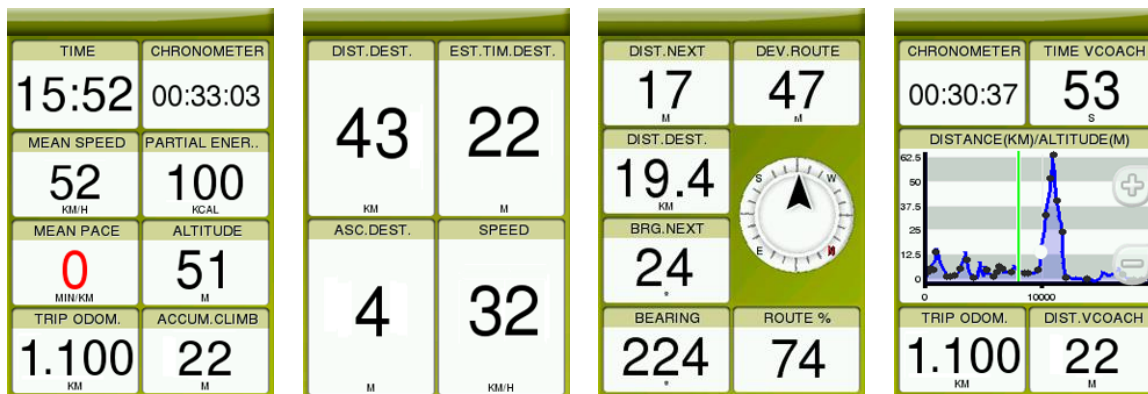 TIME CHRONOMETER
15:52 00:33:03
MEAN SPEED PARTIAL ENER..
52 100
KM/H KCAL
MEAN PACE ALTITUDE
0 51
MIN/KM M
TRIP ODOM. ACCUM.CLIMB
1.100 22
KM M
DIST.DEST. EST.TIM.DEST.
43 22
KM M
ASC.DEST. SPEED
4 32
M KM/H
DIST.NEXT DEV.ROUTE
17 47
M M
DIST.DEST.
19.4
KM
S W
E N
BRG.NEXT
24
°
BEARING ROUTE %
224 74
°
CHRONOMETER TIME VCOACH
00:30:37 53
S
DISTANCE(KM)/ALTITUDE(M)
62.5
50
37.5
25
12.5
0
0 10000
TRIP ODOM. DIST.VCOACH
1.100 22
KM M